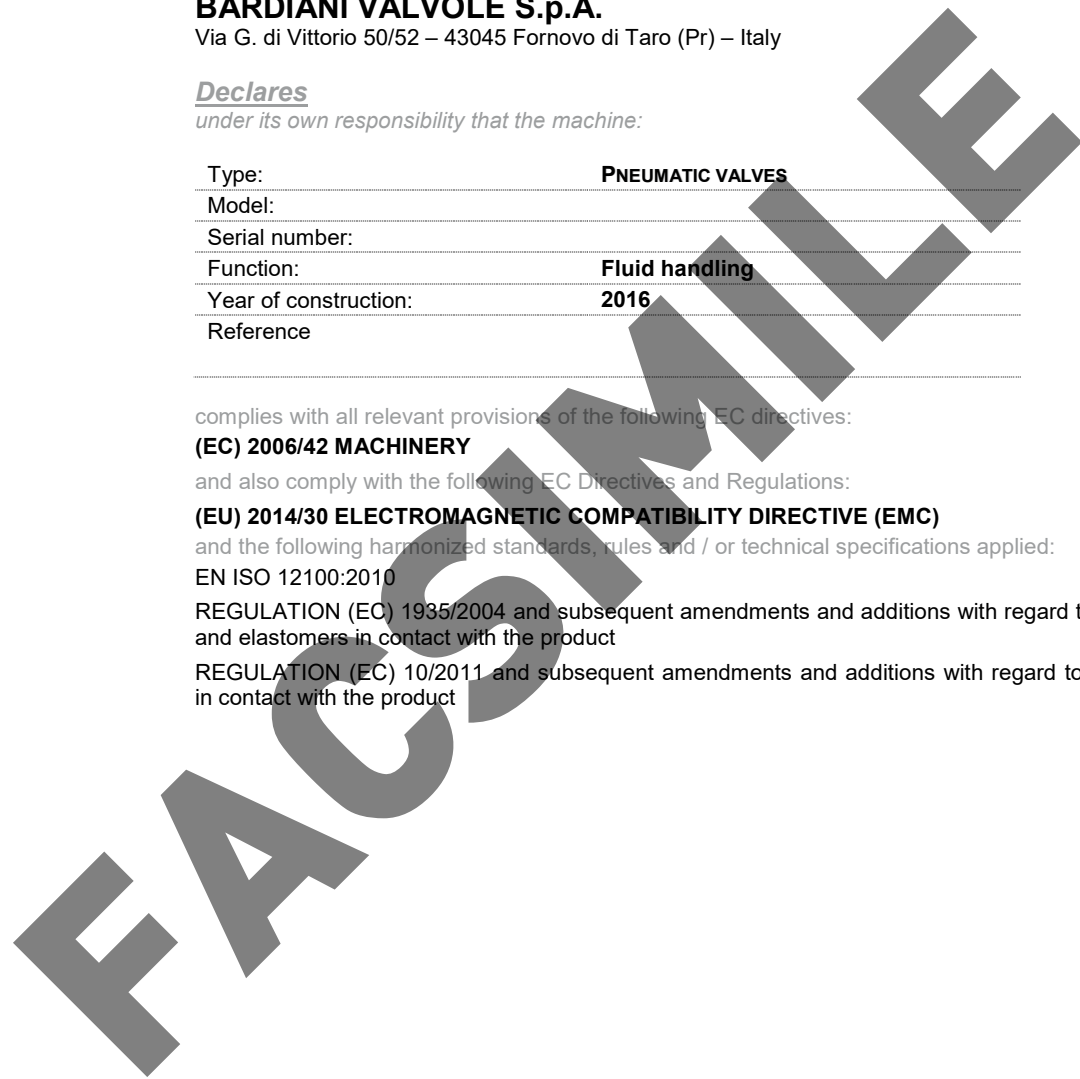 BARDIANI VALVOLE S.p.A.
Via G. di Vittorio 50/52 – 43045 Fornovo di Taro (Pr) – Italy
Declares
under its own responsibility that the machine:
Type: PNEUMATIC VALVES
Model:
Serial number:
Function: Fluid handling
Year of construction: 2016
Reference
complies with all relevant provisions of the following EC directives:
(EC) 2006/42 MACHINERY
and also comply with the following EC Directives and Regulations:
(EU) 2014/30 ELECTROMAGNETIC COMPATIBILITY DIRECTIVE (EMC)
and the following harmonized standards, rules and / or technical specifications applied:
EN ISO 12100:2010
REGULATION (EC) 1935/2004 and subsequent amendments and additions with regard
and elastomers in contact with the product
REGULATION (EC) 10/2011 and subsequent amendments and additions with regard to
in contact with the product
FACSIMILE